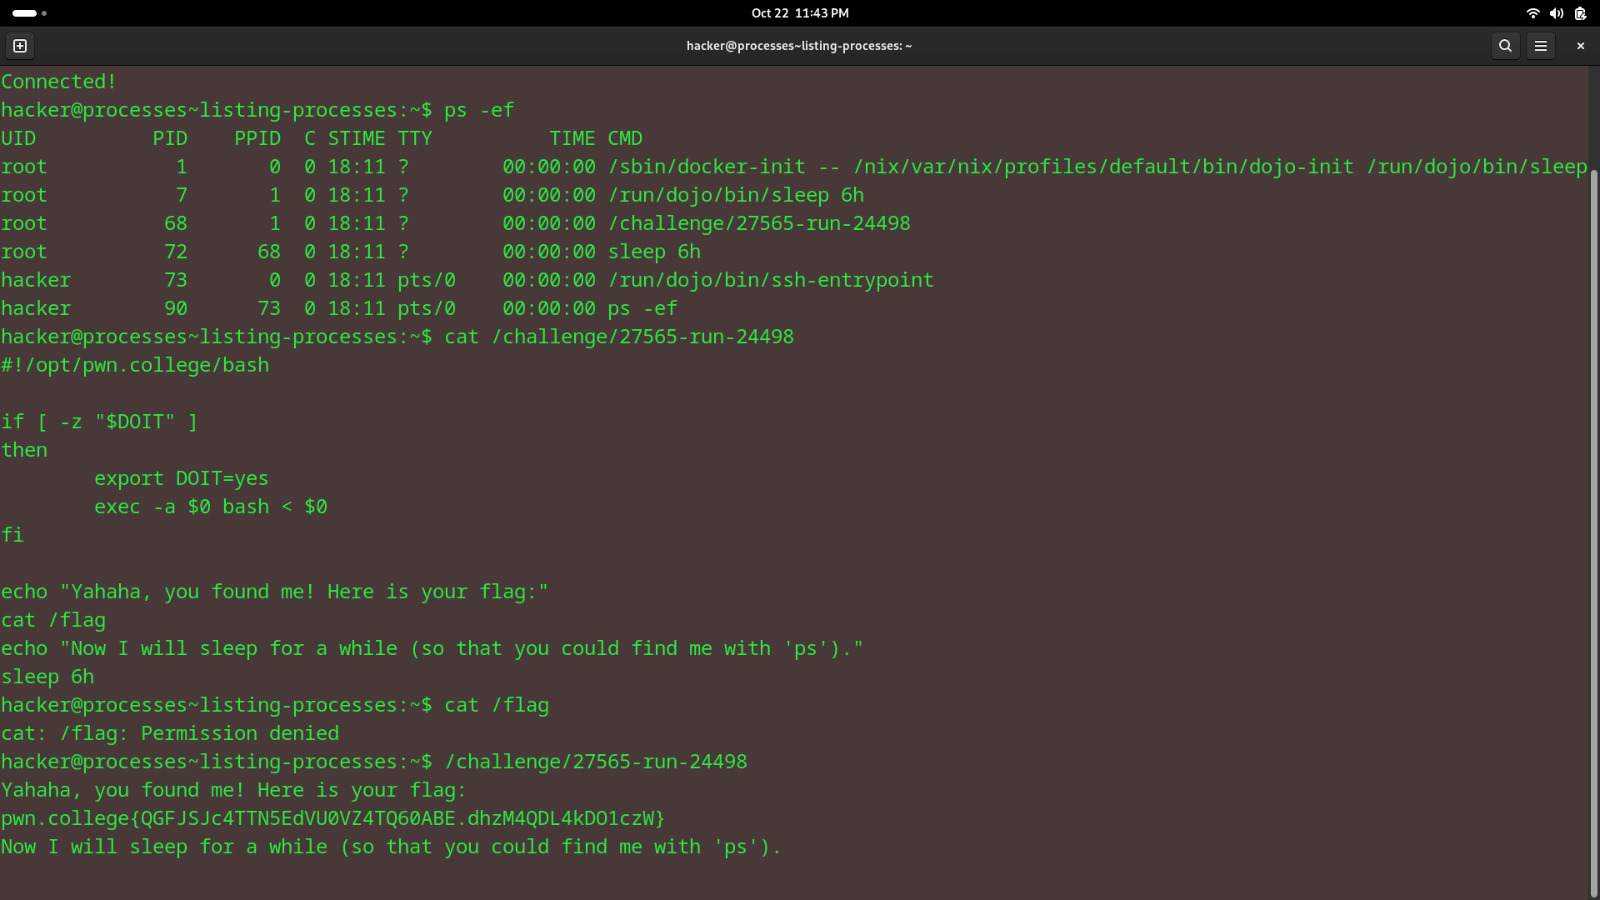 Oct 22 11:43 PM
hacker@processes~listing-processes: ~
Connected!
hacker@processes~listing-processes:~$ ps -ef
UID          PID    PPID  C STIME TTY          TIME CMD
root           1       0  0 18:11 ?        00:00:00 /sbin/docker-init -- /nix/var/nix/profiles/default/bin/dojo-init /run/dojo/bin/sleep
root           7       1  0 18:11 ?        00:00:00 /run/dojo/bin/sleep 6h
root          68       1  0 18:11 ?        00:00:00 /challenge/27565-run-24498
root          72      68  0 18:11 ?        00:00:00 sleep 6h
hacker        73       0  0 18:11 pts/0    00:00:00 /run/dojo/bin/ssh-entrypoint
hacker        90      73  0 18:11 pts/0    00:00:00 ps -ef
hacker@processes~listing-processes:~$ cat /challenge/27565-run-24498
#!/opt/pwn.college/bash

if [ -z "$DOIT" ]
then
        export DOIT=yes
        exec -a $0 bash < $0
fi

echo "Yahaha, you found me! Here is your flag:"
cat /flag
echo "Now I will sleep for a while (so that you could find me with 'ps')."
sleep 6h
hacker@processes~listing-processes:~$ cat /flag
cat: /flag: Permission denied
hacker@processes~listing-processes:~$ /challenge/27565-run-24498
Yahaha, you found me! Here is your flag:
pwn.college{QGFJSJc4TTN5EdVU0VZ4TQ60ABE.dhzM4QDL4kDO1czW}
Now I will sleep for a while (so that you could find me with 'ps').